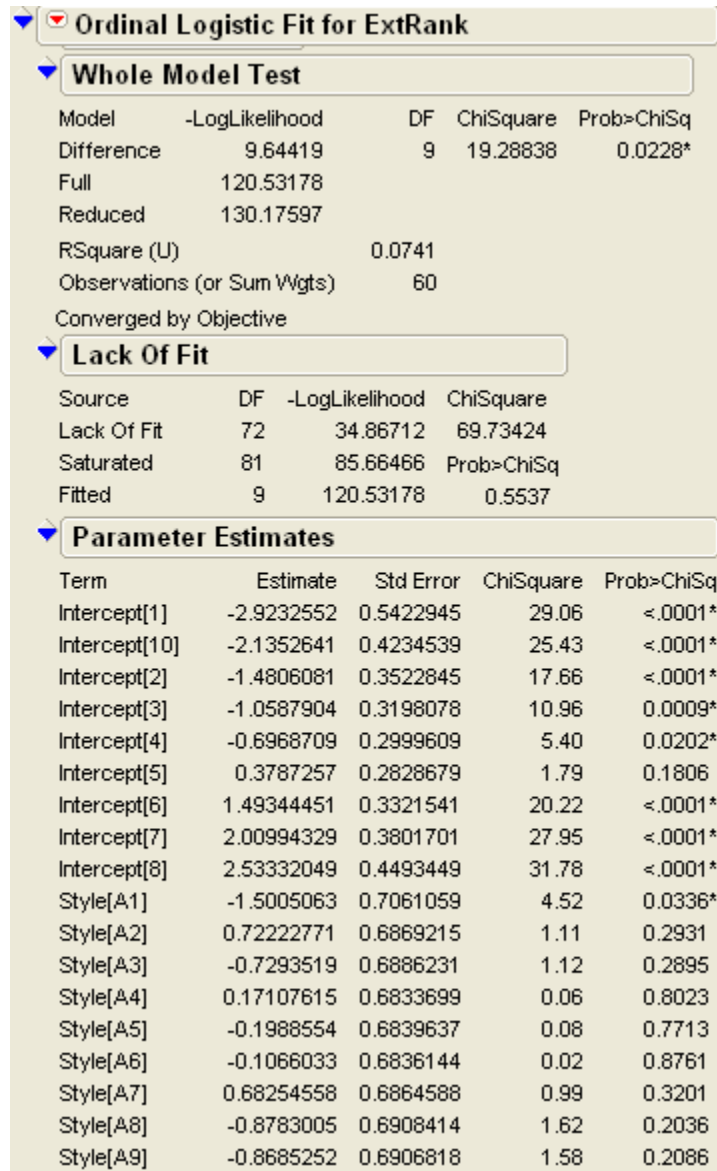 Ordinal Logistic Fit for ExtRank
Whole Model Test
Model -LogLikelihood DF ChiSquare Prob>ChiSq
Difference 9.64419 9 19.28838 0.0228*
Full 120.53178
Reduced 130.17597
RSquare (U) 0.0741
Observations (or Sum Wgts) 60
Converged by Objective
Lack Of Fit
Source DF -LogLikelihood ChiSquare
Lack Of Fit 72 34.86712 69.73424
Saturated 81 85.66466 Prob>ChiSq
Fitted 9 120.53178 0.5537
Parameter Estimates
Term Estimate Std Error ChiSquare Prob>ChiSq
Intercept[1] -2.9232552 0.5422945 29.06 <.0001*
Intercept[10] -2.1352641 0.4234539 25.43 <.0001*
Intercept[2] -1.4806081 0.3522845 17.66 <.0001*
Intercept[3] -1.0587904 0.3198078 10.96 0.0009*
Intercept[4] -0.6968709 0.2999609 5.40 0.0202*
Intercept[5] 0.3787257 0.2828679 1.79 0.1806
Intercept[6] 1.49344451 0.3321541 20.22 <.0001*
Intercept[7] 2.00994329 0.3801701 27.95 <.0001*
Intercept[8] 2.53332049 0.4493449 31.78 <.0001*
Style[A1] -1.5005063 0.7061059 4.52 0.0336*
Style[A2] 0.72222771 0.6869215 1.11 0.2931
Style[A3] -0.7293519 0.6886231 1.12 0.2895
Style[A4] 0.17107615 0.6833699 0.06 0.8023
Style[A5] -0.1988554 0.6839637 0.08 0.7713
Style[A6] -0.1066033 0.6836144 0.02 0.8761
Style[A7] 0.68254558 0.6864588 0.99 0.3201
Style[A8] -0.8783005 0.6908414 1.62 0.2036
Style[A9] -0.8685252 0.6906818 1.58 0.2086